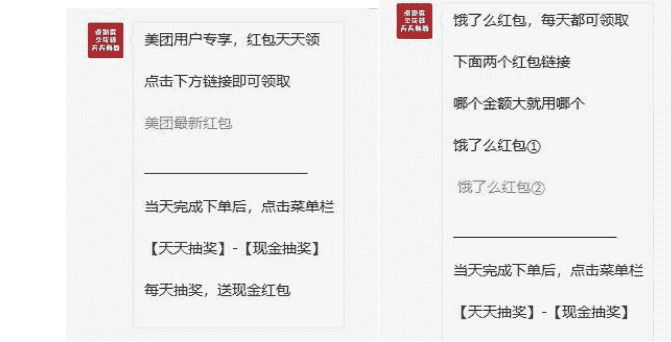 美团用户专享，红包天天领
点击下方链接即可领取
美团最新红包
当天完成下单后，点击菜单栏
【天天抽奖】-【现金抽奖】
每天抽奖，送现金红包
饿了么红包，每天都可领取
下面两个红包链接
哪个金额大就用哪个
饿了么红包①
饿了么红包②
当天完成下单后，点击菜单栏
【天天抽奖】-【现金抽奖】